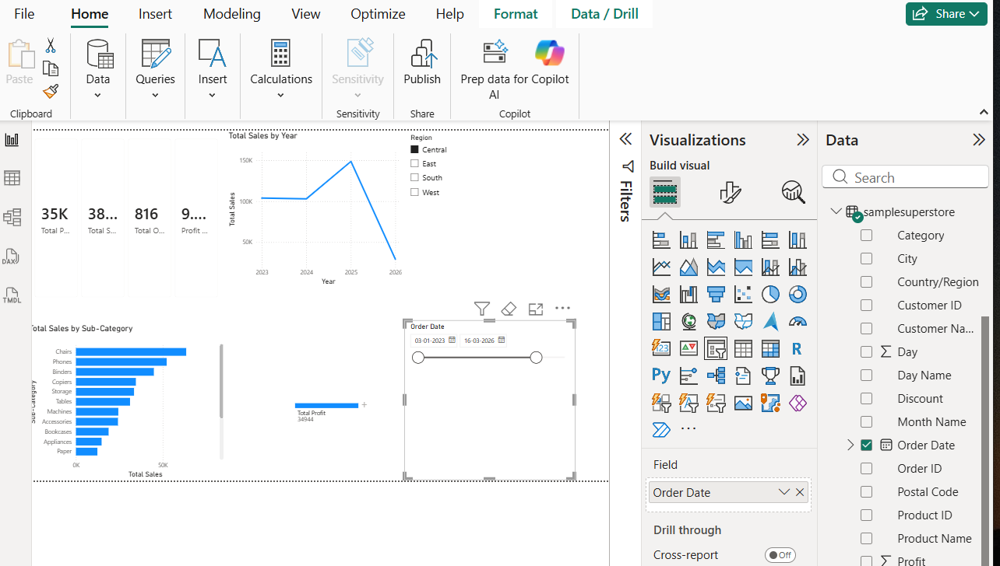 File Home Insert Modeling View Optimize Help Format Data / Drill Share
Paste
Data
Queries
Insert
Calculations
Sensitivity
Publish
Prep data for AI
Copilot
Clipboard
Sensitivity
Share
Copilot
DAX
TMDL
35K
Total P...
38...
Total S...
816
Total O...
9....
Profit ...
Total Sales by Year
Total Sales
150K
100K
50K
2023 2024 2025 2026
Year
Region
Central
East
South
West
Total Sales by Sub-Category
Sub-Category
Chairs
Phones
Binders
Copiers
Storage
Tables
Machines
Accessories
Bookcases
Appliances
Paper
0K 50K
Total Sales
Total Profit
34944
Order Date
03-01-2023 16-03-2026
Filters
Visualizations
Build visual
123
R
Py
Field
Order Date
Drill through
Cross-report Off
Data
Search
samplesuperstore
Category
City
Country/Region
Customer ID
Customer Na...
Day
Day Name
Discount
Month Name
Order Date
Order ID
Postal Code
Product ID
Product Name
Profit